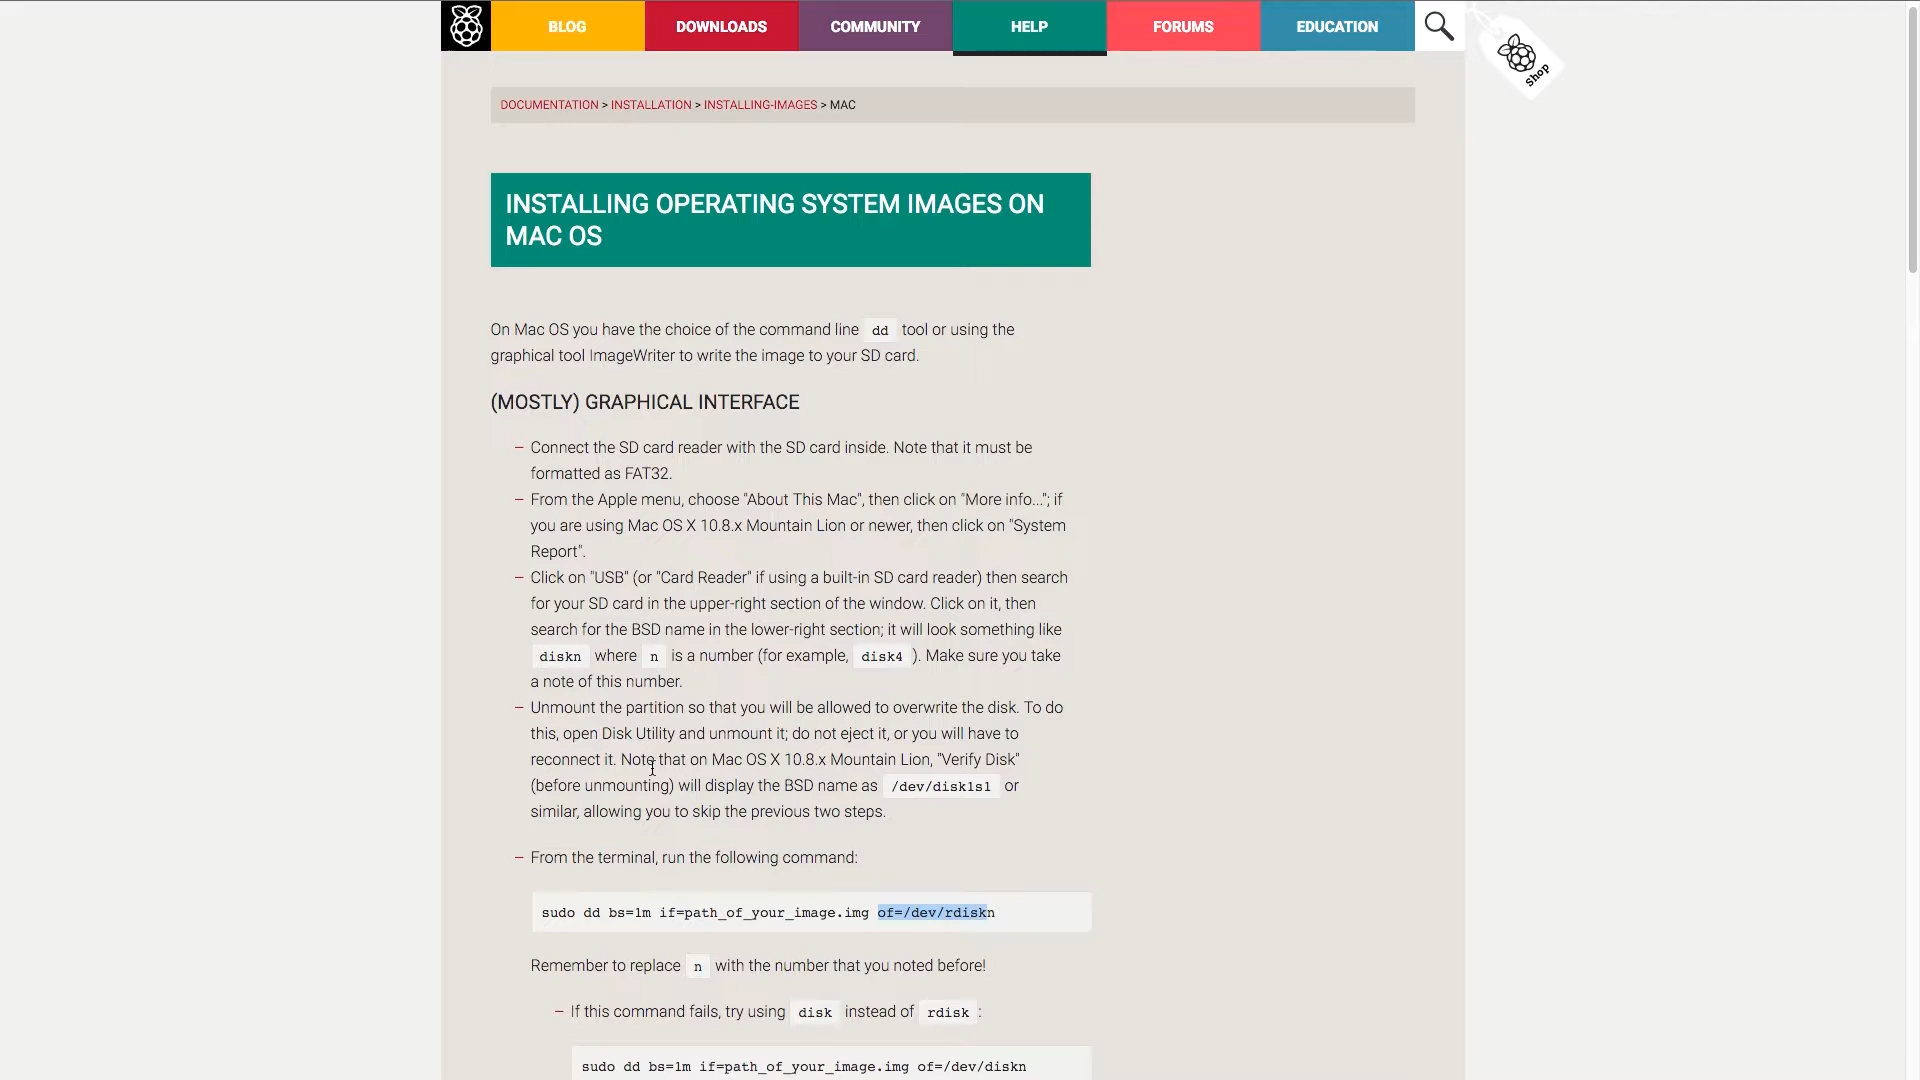 BLOG DOWNLOADS COMMUNITY HELP FORUMS EDUCATION
Shop
DOCUMENTATION > INSTALLATION > INSTALLING-IMAGES > MAC
INSTALLING OPERATING SYSTEM IMAGES ON
MAC OS
On Mac OS you have the choice of the command line dd tool or using the
graphical tool ImageWriter to write the image to your SD card.
(MOSTLY) GRAPHICAL INTERFACE
– Connect the SD card reader with the SD card inside. Note that it must be
formatted as FAT32.
– From the Apple menu, choose "About This Mac", then click on "More info..."; if
you are using Mac OS X 10.8.x Mountain Lion or newer, then click on "System
Report".
– Click on "USB" (or "Card Reader" if using a built-in SD card reader) then search
for your SD card in the upper-right section of the window. Click on it, then
search for the BSD name in the lower-right section; it will look something like
diskn where n is a number (for example, disk4 ). Make sure you take
a note of this number.
– Unmount the partition so that you will be allowed to overwrite the disk. To do
this, open Disk Utility and unmount it; do not eject it, or you will have to
reconnect it. Note that on Mac OS X 10.8.x Mountain Lion, "Verify Disk"
(before unmounting) will display the BSD name as /dev/disk1s1 or
similar, allowing you to skip the previous two steps.
– From the terminal, run the following command:
sudo dd bs=1m if=path_of_your_image.img of=/dev/rdiskn
Remember to replace n with the number that you noted before!
– If this command fails, try using disk instead of rdisk :
sudo dd bs=1m if=path_of_your_image.img of=/dev/diskn